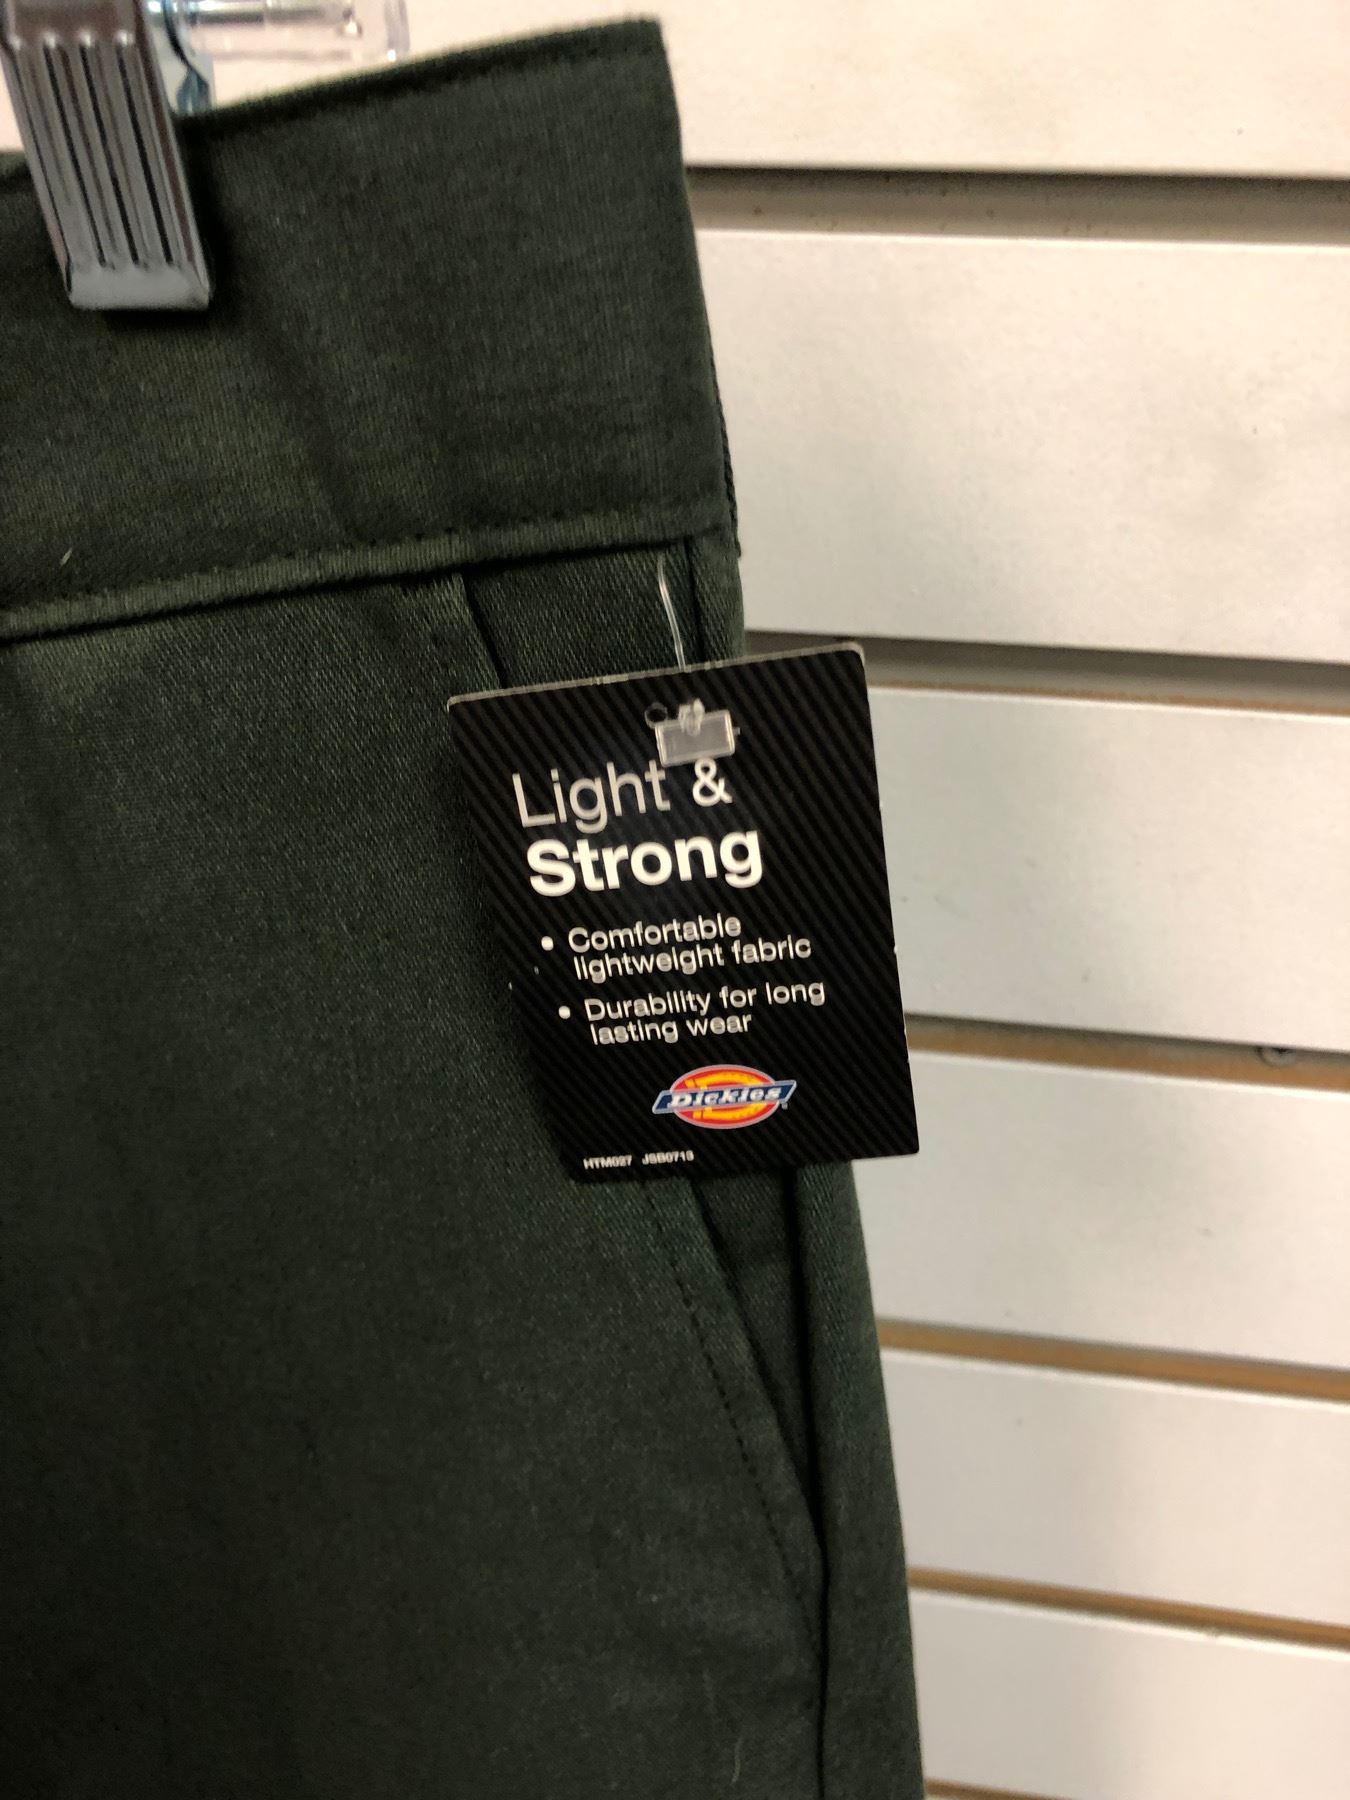 Light &
Strong
• Comfortable
lightweight fabric
• Durability for long
lasting wear
Dickies
HTM027 JSB0713